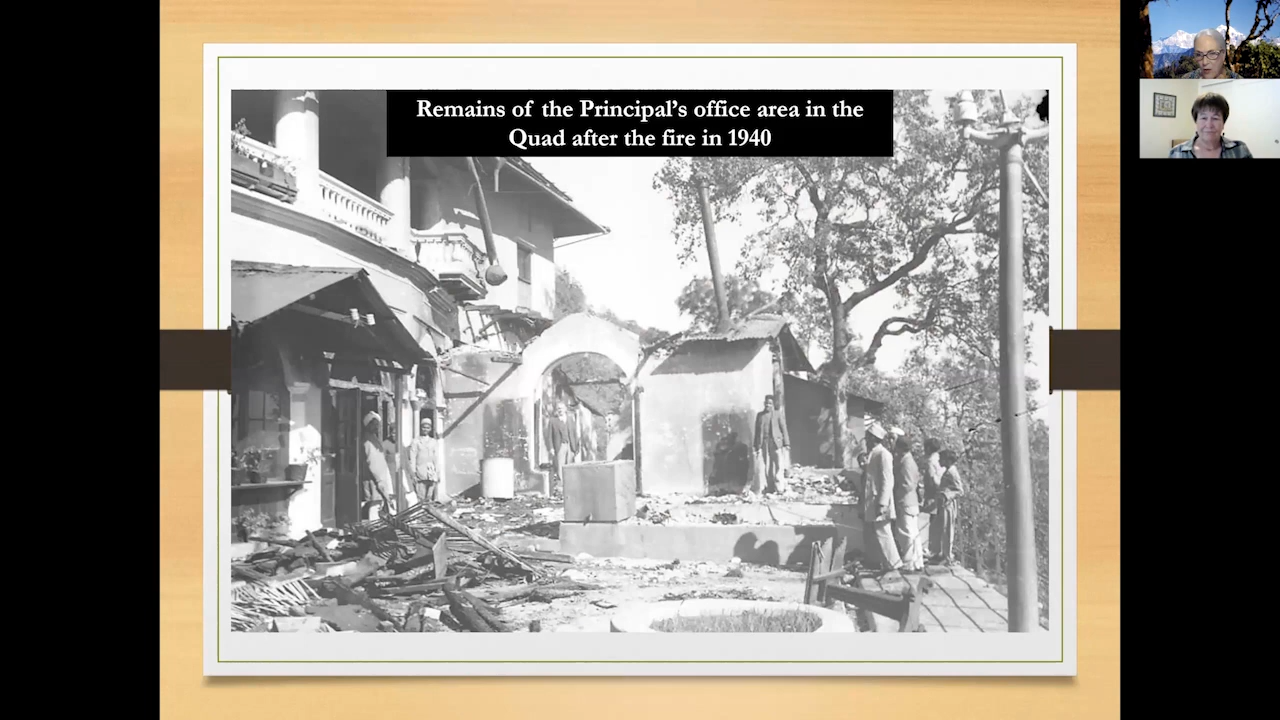 Remains of the Principal’s office area in the
Quad after the fire in 1940